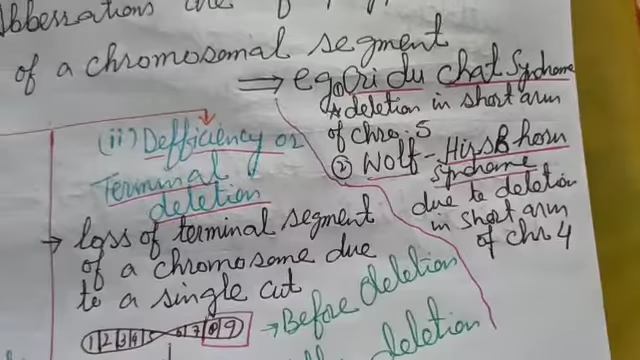 Abberrations
of a chromosomal segment
⇒ eg ① Cri du chat Syndrome
* deletion in short arm
of chro. 5
② Wolf - HirsBhorn
Syndrome
due to deletion
in short arm
of chr 4
(ii) Defficiency or
Terminal
deletion
→ loss of terminal segment
of a chromosome due
to a single cut
1 2 3 4 5 6 7 8 9 → Before deletion
deletion